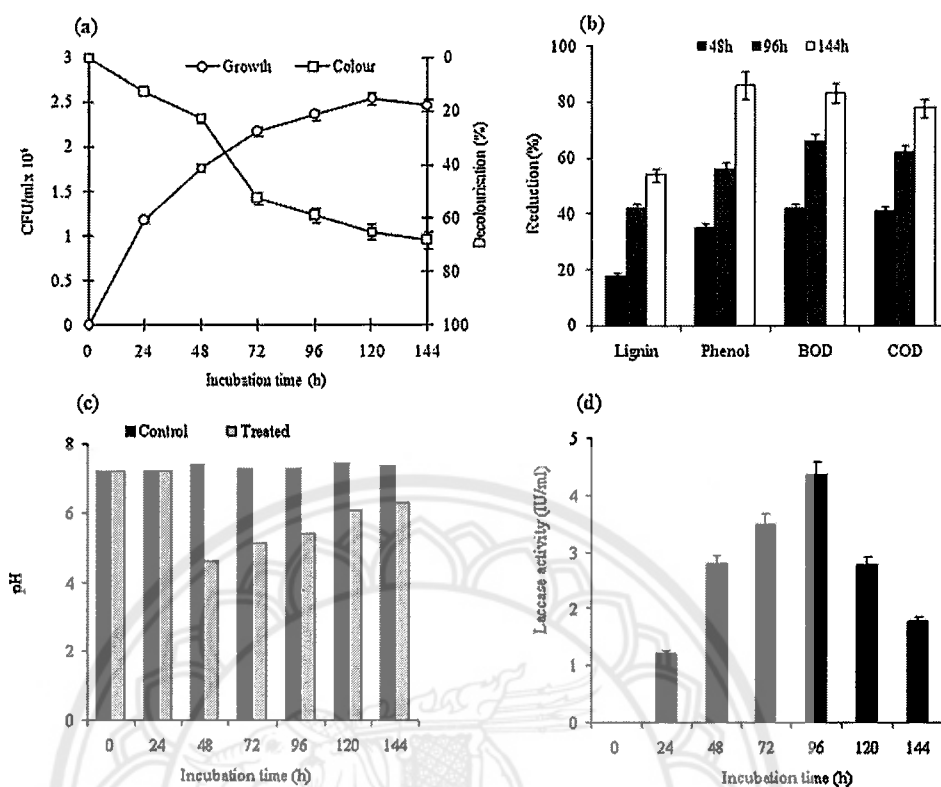 (a)
3
2.5
2
1.5
1
0.5
0
CFU/ml x 10⁶
Growth
Colour
0
20
40
60
80
100
Decolourisation (%)
0 24 48 72 96 120 144
Incubation time (h)
(b)
48h 96h 144h
100
80
60
40
20
0
Reduction (%)
Lignin Phenol BOD COD
(c)
Control Treated
8
6
4
2
0
pH
0 24 48 72 96 120 144
Incubation time (h)
(d)
5
4
3
2
1
0
Laccase activity (IU/ml)
0 24 48 72 96 120 144
Incubation time (h)